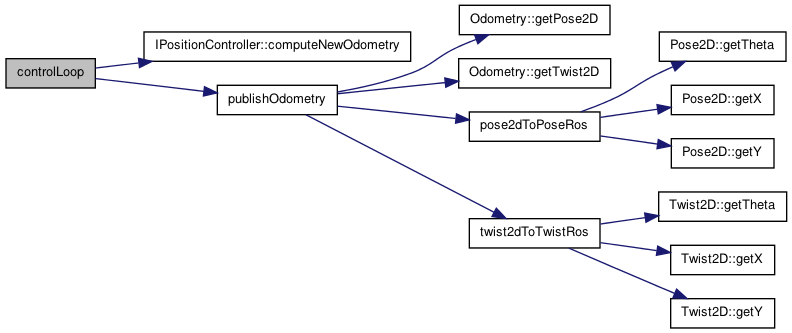 controlLoop
IPositionController::computeNewOdometry
publishOdometry
Odometry::getPose2D
Odometry::getTwist2D
pose2dToPoseRos
Pose2D::getTheta
Pose2D::getX
Pose2D::getY
twist2dToTwistRos
Twist2D::getTheta
Twist2D::getX
Twist2D::getY